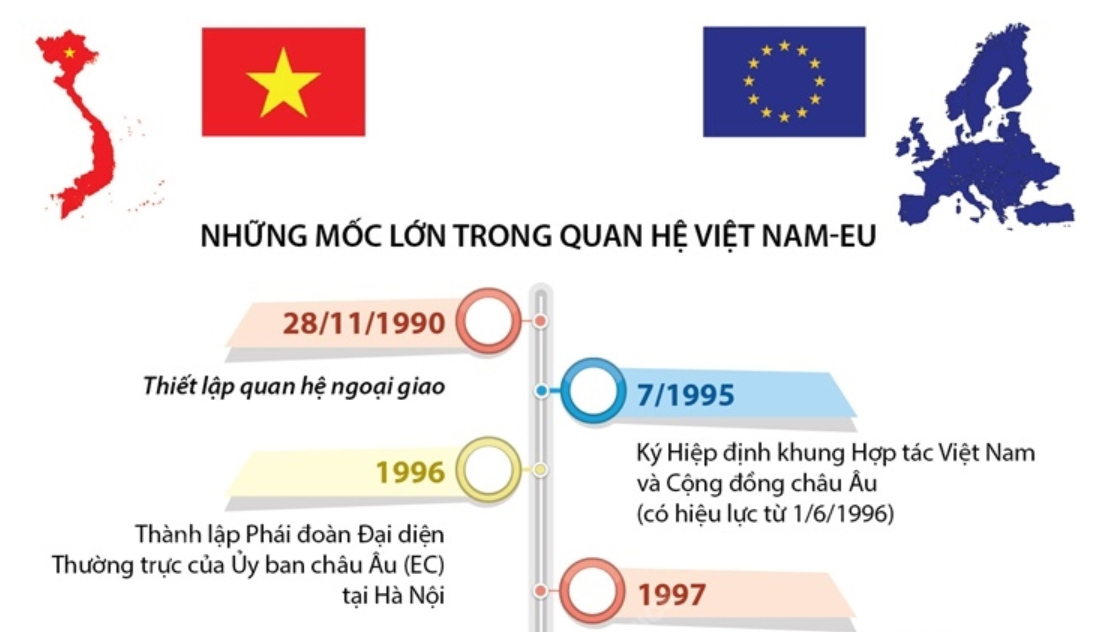 NHỮNG MỐC LỚN TRONG QUAN HỆ VIỆT NAM-EU
28/11/1990
Thiết lập quan hệ ngoại giao
7/1995
Ký Hiệp định khung Hợp tác Việt Nam
và Cộng đồng châu Âu
(có hiệu lực từ 1/6/1996)
1996
Thành lập Phái đoàn Đại diện
Thường trực của Ủy ban châu Âu (EC)
tại Hà Nội
1997